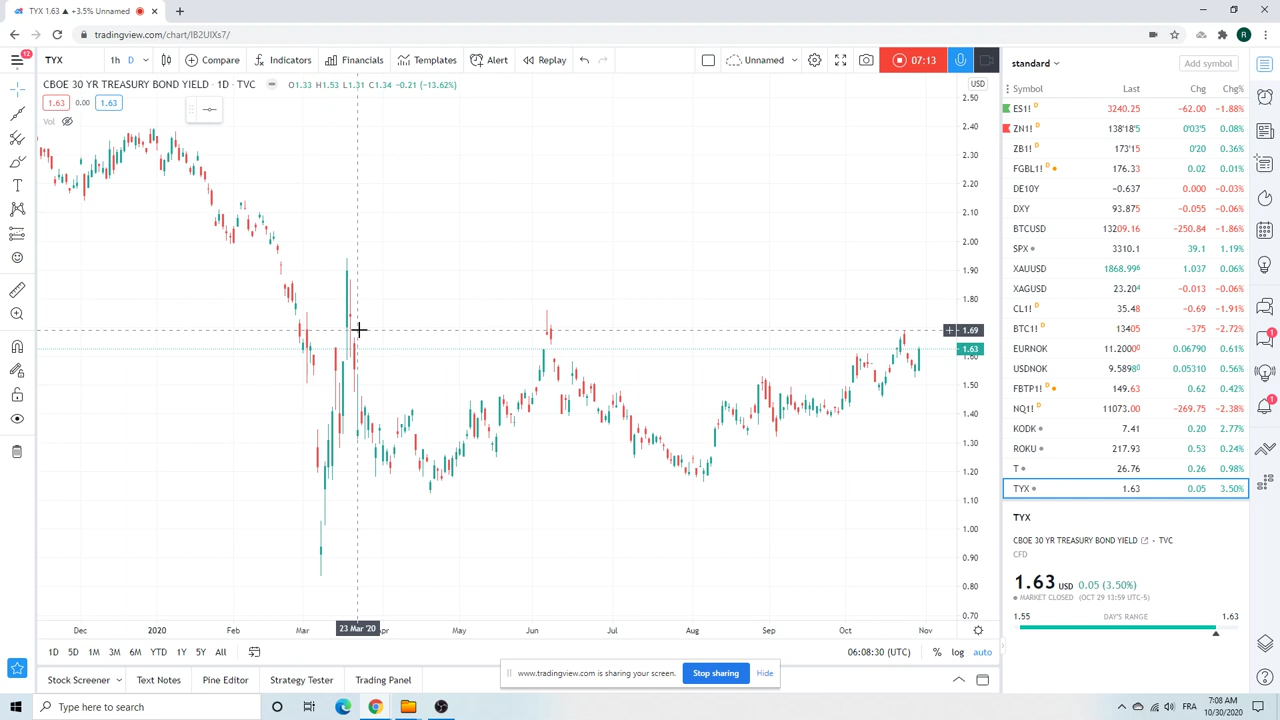 TYX 1.63 ▲ +3.5% Unnamed
tradingview.com/chart/lB2UlXs7/
R
12
TYX
1h D
Compare
Indicators
Financials
Templates
Alert
Replay
Unnamed
07:13
CBOE 30 YR TREASURY BOND YIELD · 1D · TVC
O1.33 H1.53 L1.31 C1.34 −0.21 (−13.62%)
1.63 0.00 1.63
Vol
USD
2.50
2.40
2.30
2.20
2.10
2.00
1.90
1.80
1.69
1.63
1.60
1.50
1.40
1.30
1.20
1.10
1.00
0.90
0.80
0.70
Dec 2020 Feb Mar 23 Mar '20 Apr May Jun Jul Aug Sep Oct Nov
1D 5D 1M 3M 6M YTD 1Y 5Y All
06:08:30 (UTC) % log auto
Stock Screener Text Notes Pine Editor Strategy Tester Trading Panel
www.tradingview.com is sharing your screen. Stop sharing Hide
standard
Add symbol
Symbol Last Chg Chg%
ES1! D 3240.25 −62.00 −1.88%
ZN1! D 138'18'5 0'03'5 0.08%
ZB1! D 173'15 0'20 0.36%
FGBL1! D 176.33 0.02 0.01%
DE10Y −0.637 0.000 −0.03%
DXY 93.875 −0.055 −0.06%
BTCUSD 13209.16 −250.84 −1.86%
SPX 3310.1 39.1 1.19%
XAUUSD 1868.996 1.037 0.06%
XAGUSD 23.204 −0.013 −0.06%
CL1! D 35.48 −0.69 −1.91%
BTC1! D 13405 −375 −2.72%
EURNOK 11.20000 0.06790 0.61%
USDNOK 9.58980 0.05310 0.56%
FBTP1! D 149.63 0.62 0.42%
NQ1! D 11073.00 −269.75 −2.38%
KODK 7.41 0.20 2.77%
ROKU 217.93 0.53 0.24%
T 26.76 0.26 0.98%
TYX 1.63 0.05 3.50%
TYX
CBOE 30 YR TREASURY BOND YIELD · TVC
CFD
1.63 USD 0.05 (3.50%)
MARKET CLOSED (OCT 29 13:59 UTC-5)
1.55 DAY'S RANGE 1.63
1
1
Type here to search
FRA
7:08 AM
10/30/2020